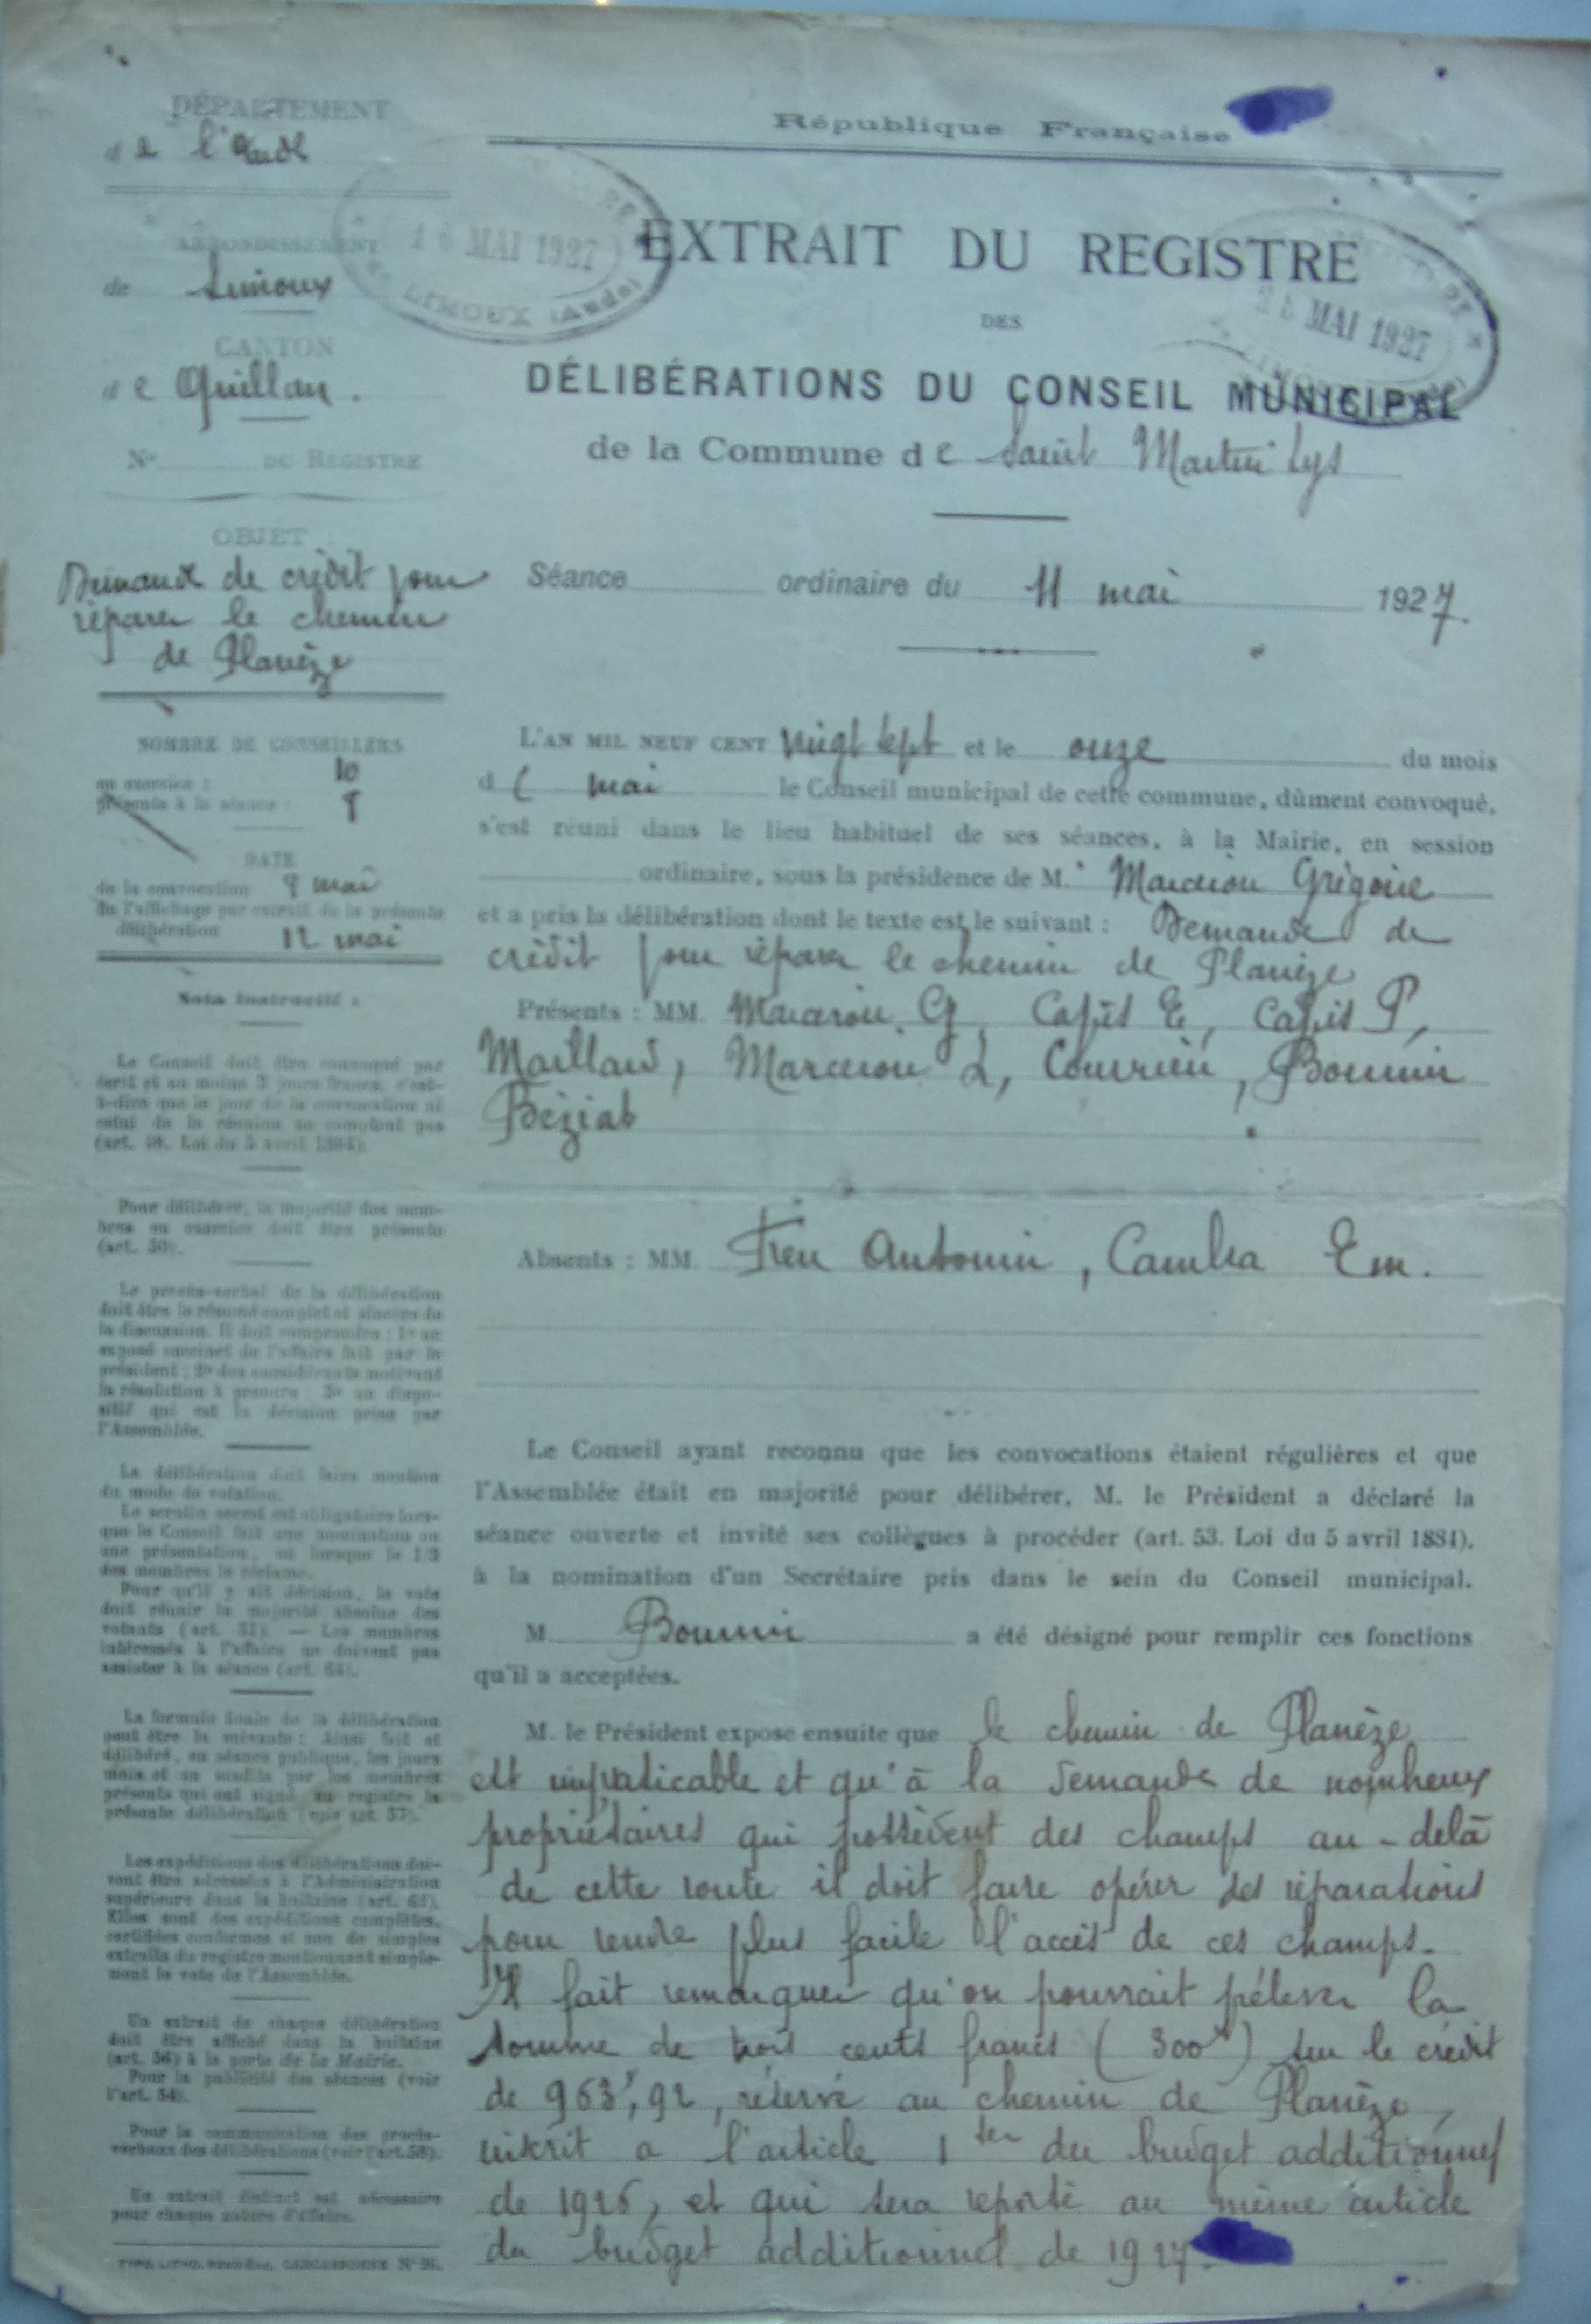 DÉPARTEMENT
de l'Aude
ARRONDISSEMENT
de Limoux
CANTON
de Quillan.
N° DU REGISTRE
OBJET
Demande de crédit pour
réparer le chemin
de Planèze
NOMBRE DE CONSEILLERS
en exercice : 10
présents à la séance : 8
DATE
de la convocation 8 mai
de l'affichage par extrait de la présente
délibération 12 mai
Nota instructif :
Le Conseil doit être convoqué par
écrit et au moins 3 jours francs, c'est-
à-dire que le jour de la convocation ni
celui de la réunion ne comptent pas
(art. 48. Loi du 5 avril 1884).
Pour délibérer, la majorité des mem-
bres en exercice doit être présente
(art. 50).
Le procès-verbal de la délibération
doit être le résumé complet et sincère de
la discussion. Il doit comprendre : 1° un
exposé succinct de l'affaire fait par le
président ; 2° des considérants motivant
la résolution à prendre ; 3° un dispo-
sitif qui est la décision prise par
l'Assemblée.
La délibération doit faire mention
du mode de votation.
Le scrutin secret est obligatoire lors-
que le Conseil fait une nomination ou
une présentation, ou lorsque le 1/3
des membres le réclame.
Pour qu'il y ait décision, le vote
doit réunir la majorité absolue des
votants (art. 51). — Les membres
intéressés à l'affaire ne doivent pas
assister à la séance (art. 64).
La formule finale de la délibération
peut être la suivante : Ainsi fait et
délibéré, en séance publique, les jours
mois et an susdits par les membres
présents qui ont signé au registre la
présente délibération (voir art. 57).
Les expéditions des délibérations doi-
vent être adressées à l'Administration
supérieure dans la huitaine (art. 62).
Elles sont des expéditions complètes,
certifiées conformes et non de simples
extraits du registre mentionnant simple-
ment le vote de l'Assemblée.
Un extrait de chaque délibération
doit être affiché dans la huitaine
(art. 56) à la porte de la Mairie.
Pour la publicité des séances (voir
l'art. 54).
Pour la communication des procès-
verbaux des délibérations (voir l'art. 58).
Un extrait distinct est nécessaire
pour chaque nature d'affaire.
CARCASSONNE N° 96.
République Française
16 MAI 1927
LIMOUX (Aude)
EXTRAIT DU REGISTRE
DES
25 MAI 1927
DÉLIBÉRATIONS DU CONSEIL MUNICIPAL
de la Commune de Saint Martin Lys
Séance ordinaire du 11 mai 1927.
L'AN MIL NEUF CENT vingt sept et le onze du mois
de mai le Conseil municipal de cette commune, dûment convoqué,
s'est réuni dans le lieu habituel de ses séances, à la Mairie, en session
ordinaire, sous la présidence de M. Marcerou Grégoire
et a pris la délibération dont le texte est le suivant : Demande de
crédit pour réparer le chemin de Planèze
Présents : MM. Marcerou. G, Capis E, Capis P,
Maillard, Marcerou L, Couvrieu, Bounin
Béziat
Absents : MM. Antonin, Cambra Em.
Le Conseil ayant reconnu que les convocations étaient régulières et que
l'Assemblée était en majorité pour délibérer, M. le Président a déclaré la
séance ouverte et invité ses collègues à procéder (art. 53. Loi du 5 avril 1884),
à la nomination d'un Secrétaire pris dans le sein du Conseil municipal.
M. Bounin a été désigné pour remplir ces fonctions
qu'il a acceptées.
M. le Président expose ensuite que le chemin de Planèze
est impraticable et qu'à la demande de nombreux
propriétaires qui possèdent des champs au-delà
de cette route il doit faire opérer des réparations
pour rendre plus facile l'accès de ces champs.
Il fait remarquer qu'on pourrait prélever la
somme de trois cents francs (300f) sur le crédit
de 963f,92, réservé au chemin de Planèze,
inscrit a l'article 1er du budget additionnel
de 1926, et qui sera reporté au même article
du budget additionnel de 1927.